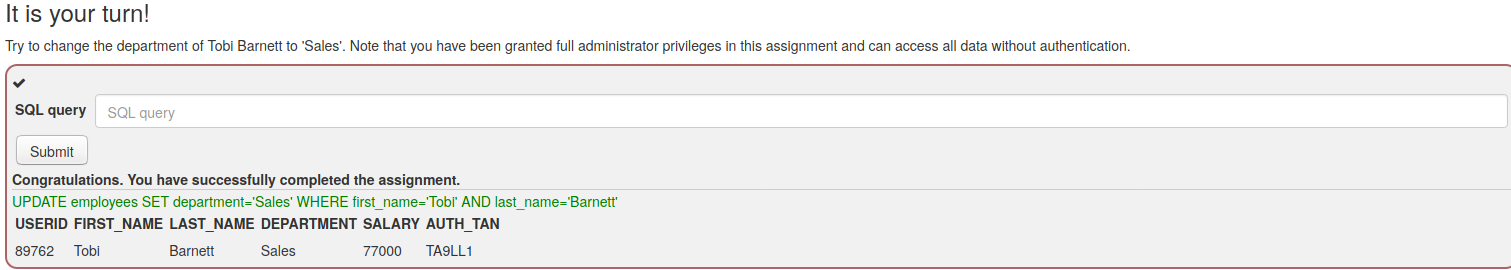 It is your turn!
Try to change the department of Tobi Barnett to 'Sales'. Note that you have been granted full administrator privileges in this assignment and can access all data without authentication.
SQL query SQL query
Submit
Congratulations. You have successfully completed the assignment.
UPDATE employees SET department='Sales' WHERE first_name='Tobi' AND last_name='Barnett'
USERID FIRST_NAME LAST_NAME DEPARTMENT SALARY AUTH_TAN
89762 Tobi Barnett Sales 77000 TA9LL1